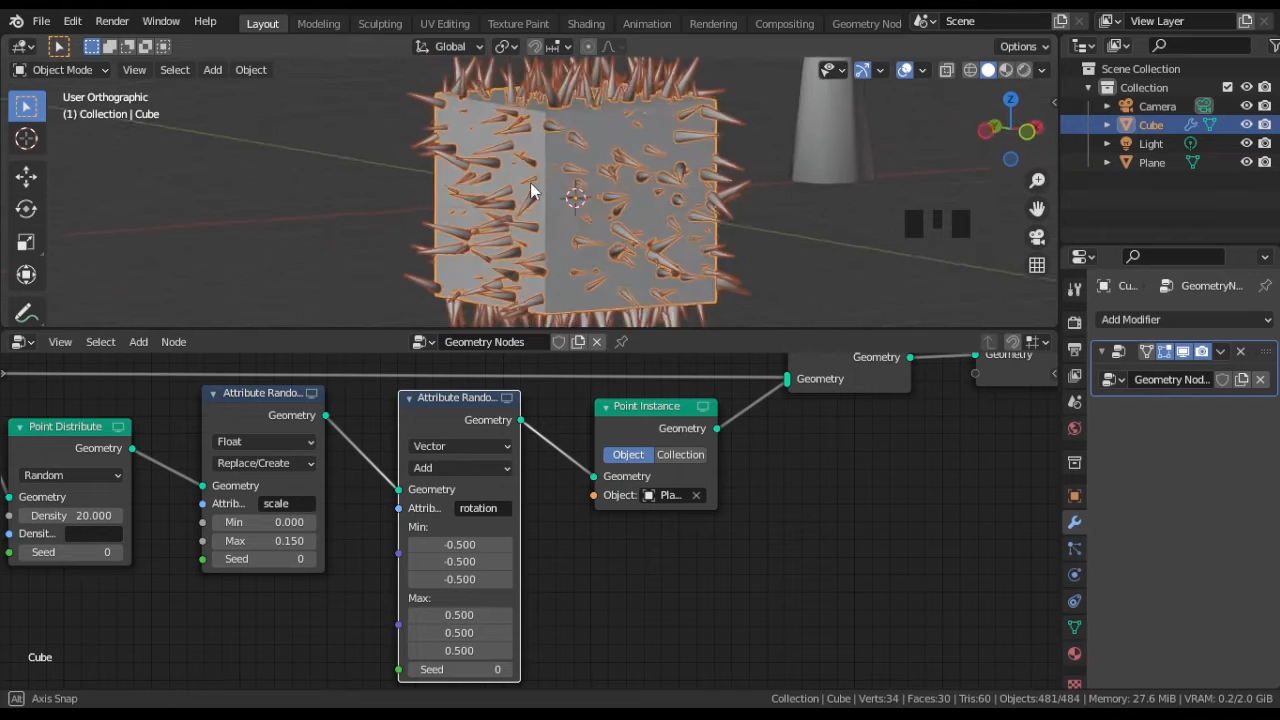 File Edit Render Window Help Layout Modeling Sculpting UV Editing Texture Paint Shading Animation Rendering Compositing Geometry Nod Scene View Layer
Global Options
Object Mode View Select Add Object
User Orthographic
(1) Collection | Cube
Scene Collection
Collection
Camera
Cube
Light
Plane
Cu... GeometryN...
Add Modifier
Geometry Nod...
View Select Add Node Geometry Nodes
Geometry
Geometry
Geometry
Point Distribute
Geometry
Random
Geometry
Density 20.000
Densit...
Seed 0
Attribute Rando...
Geometry
Float
Replace/Create
Geometry
Attrib... scale
Min 0.000
Max 0.150
Seed 0
Attribute Rando...
Geometry
Vector
Add
Geometry
Attrib... rotation
Min:
-0.500
-0.500
-0.500
Max:
0.500
0.500
0.500
Seed 0
Point Instance
Geometry
Object Collection
Geometry
Object: Pla...
Cube
Alt Axis Snap
Collection | Cube | Verts:34 | Faces:30 | Tris:60 | Objects:481/484 | Memory: 27.6 MiB | VRAM: 0.2/2.0 GiB